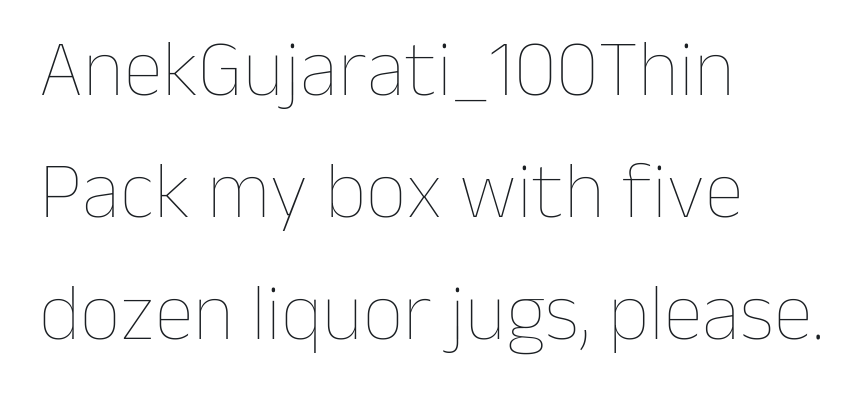 AnekGujarati_100Thin
Pack my box with five
dozen liquor jugs, please.